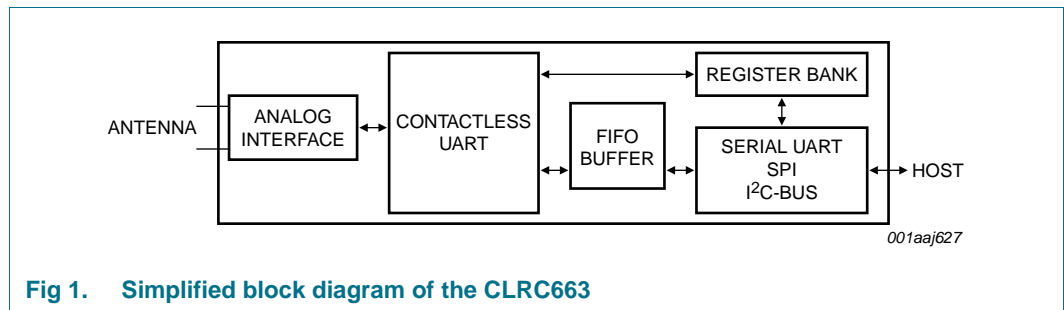 REGISTER BANK
ANTENNA
ANALOG
INTERFACE
CONTACTLESS
UART
FIFO
BUFFER
SERIAL UART
SPI
I²C-BUS
HOST
001aaj627
Fig 1. Simplified block diagram of the CLRC663